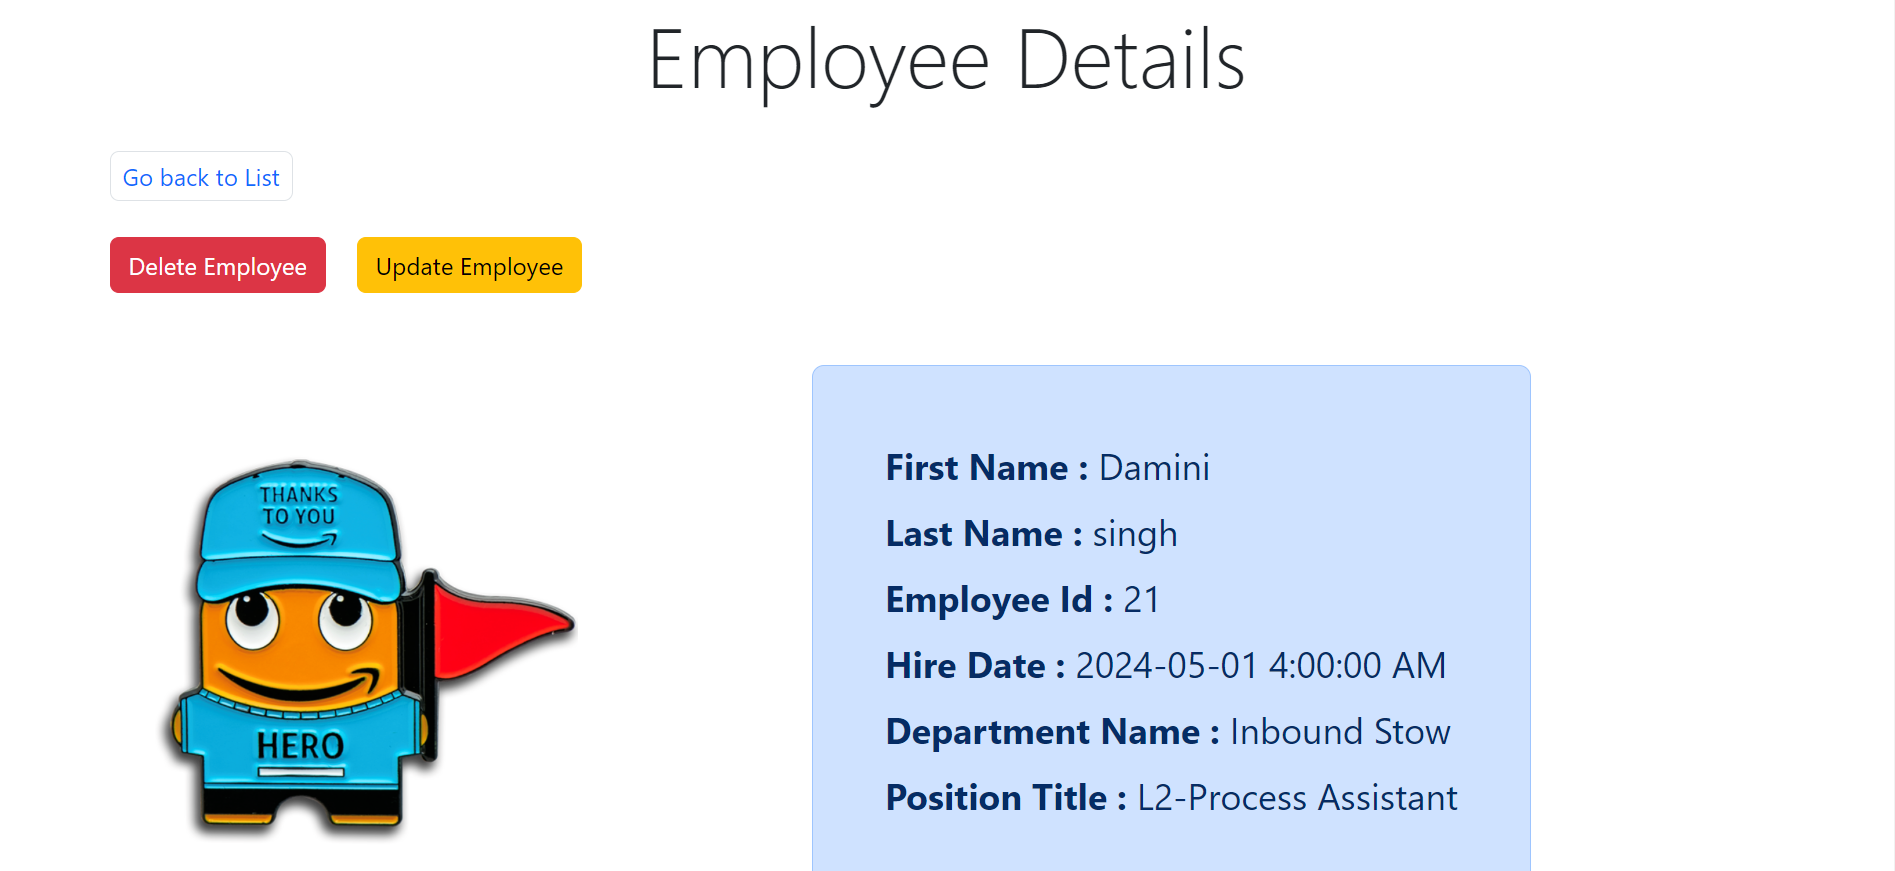 Employee Details
Go back to List
Delete Employee
Update Employee
THANKS
TO YOU
HERO
First Name : Damini
Last Name : singh
Employee Id : 21
Hire Date : 2024-05-01 4:00:00 AM
Department Name : Inbound Stow
Position Title : L2-Process Assistant